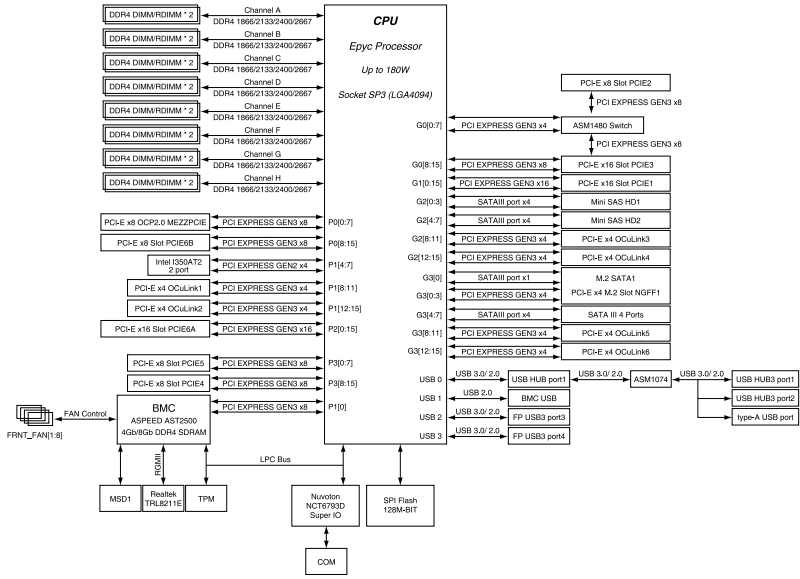 DDR4 DIMM/RDIMM * 2
Channel A
DDR4 1866/2133/2400/2667
DDR4 DIMM/RDIMM * 2
Channel B
DDR4 1866/2133/2400/2667
DDR4 DIMM/RDIMM * 2
Channel C
DDR4 1866/2133/2400/2667
DDR4 DIMM/RDIMM * 2
Channel D
DDR4 1866/2133/2400/2667
DDR4 DIMM/RDIMM * 2
Channel E
DDR4 1866/2133/2400/2667
DDR4 DIMM/RDIMM * 2
Channel F
DDR4 1866/2133/2400/2667
DDR4 DIMM/RDIMM * 2
Channel G
DDR4 1866/2133/2400/2667
DDR4 DIMM/RDIMM * 2
Channel H
DDR4 1866/2133/2400/2667
CPU
Epyc Processor
Up to 180W
Socket SP3 (LGA4094)
PCI-E x8 OCP2.0 MEZZPCIE
PCI EXPRESS GEN3 x8
P0[0:7]
PCI-E x8 Slot PCIE6B
PCI EXPRESS GEN3 x8
P0[8:15]
Intel I350AT2
2 port
PCI EXPRESS GEN2 x4
P1[4:7]
PCI-E x4 OCuLink1
PCI EXPRESS GEN3 x4
P1[8:11]
PCI-E x4 OCuLink2
PCI EXPRESS GEN3 x4
P1[12:15]
PCI-E x16 Slot PCIE6A
PCI EXPRESS GEN3 x16
P2[0:15]
PCI-E x8 Slot PCIE5
PCI EXPRESS GEN3 x8
P3[0:7]
PCI-E x8 Slot PCIE4
PCI EXPRESS GEN3 x8
P3[8:15]
BMC
ASPEED AST2500
4Gb/8Gb DDR4 SDRAM
PCI EXPRESS GEN3 x8
P1[0]
FAN Control
FRNT_FAN[1:8]
PCI-E x8 Slot PCIE2
PCI EXPRESS GEN3 x8
G0[0:7]
PCI EXPRESS GEN3 x4
ASM1480 Switch
PCI EXPRESS GEN3 x8
G0[8:15]
PCI EXPRESS GEN3 x8
PCI-E x16 Slot PCIE3
G1[0:15]
PCI EXPRESS GEN3 x16
PCI-E x16 Slot PCIE1
G2[0:3]
SATAIII port x4
Mini SAS HD1
G2[4:7]
SATAIII port x4
Mini SAS HD2
G2[8:11]
PCI EXPRESS GEN3 x4
PCI-E x4 OCuLink3
G2[12:15]
PCI EXPRESS GEN3 x4
PCI-E x4 OCuLink4
G3[0]
SATAIII port x1
M.2 SATA1
G3[0:3]
PCI EXPRESS GEN3 x4
PCI-E x4 M.2 Slot NGFF1
G3[4:7]
SATAIII port x4
SATA III 4 Ports
G3[8:11]
PCI EXPRESS GEN3 x4
PCI-E x4 OCuLink5
G3[12:15]
PCI EXPRESS GEN3 x4
PCI-E x4 OCuLink6
USB 0
USB 3.0/ 2.0
USB HUB port1
USB 3.0/ 2.0
ASM1074
USB 3.0/ 2.0
USB HUB3 port1
USB 1
USB 2.0
BMC USB
USB HUB3 port2
USB 2
USB 3.0/ 2.0
FP USB3 port3
type-A USB port
USB 3
USB 3.0/ 2.0
FP USB3 port4
RGMII
LPC Bus
MSD1
Realtek
TRL8211E
TPM
Nuvoton
NCT6793D
Super IO
SPI Flash
128M-BIT
COM